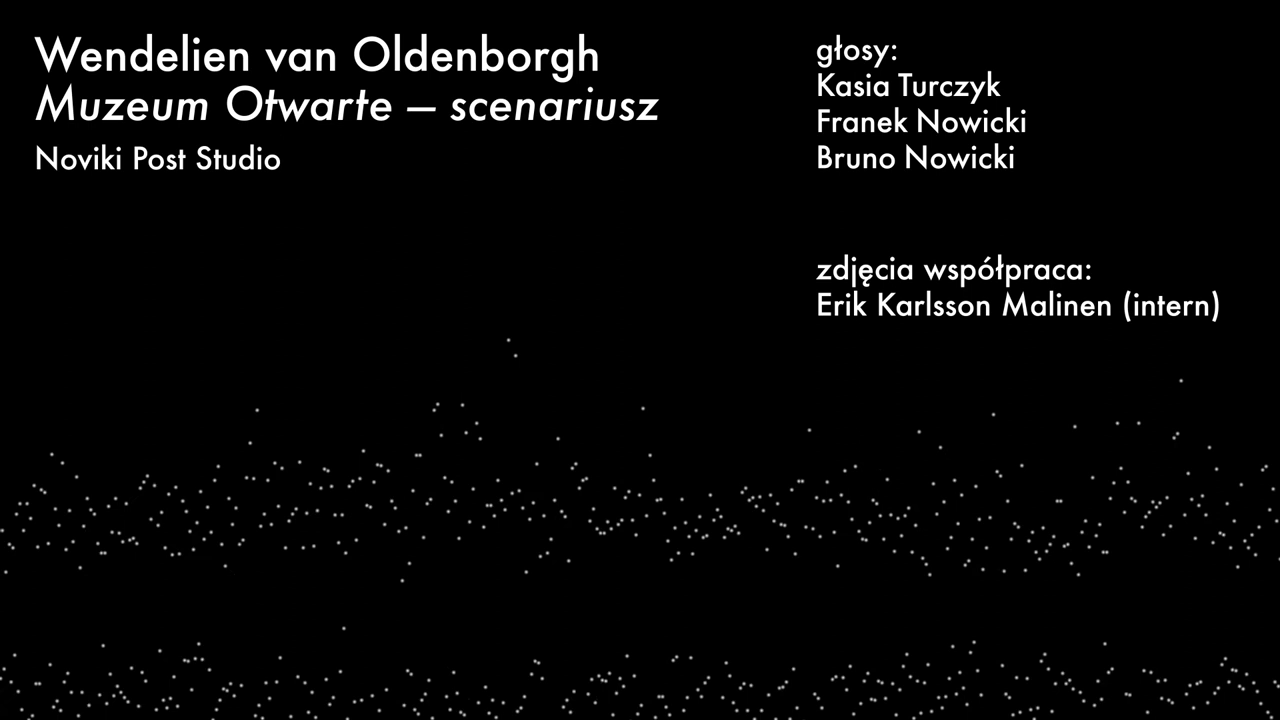 Wendelien van Oldenborgh
Muzeum Otwarte – scenariusz
Noviki Post Studio
głosy:
Kasia Turczyk
Franek Nowicki
Bruno Nowicki
zdjęcia współpraca:
Erik Karlsson Malinen (intern)